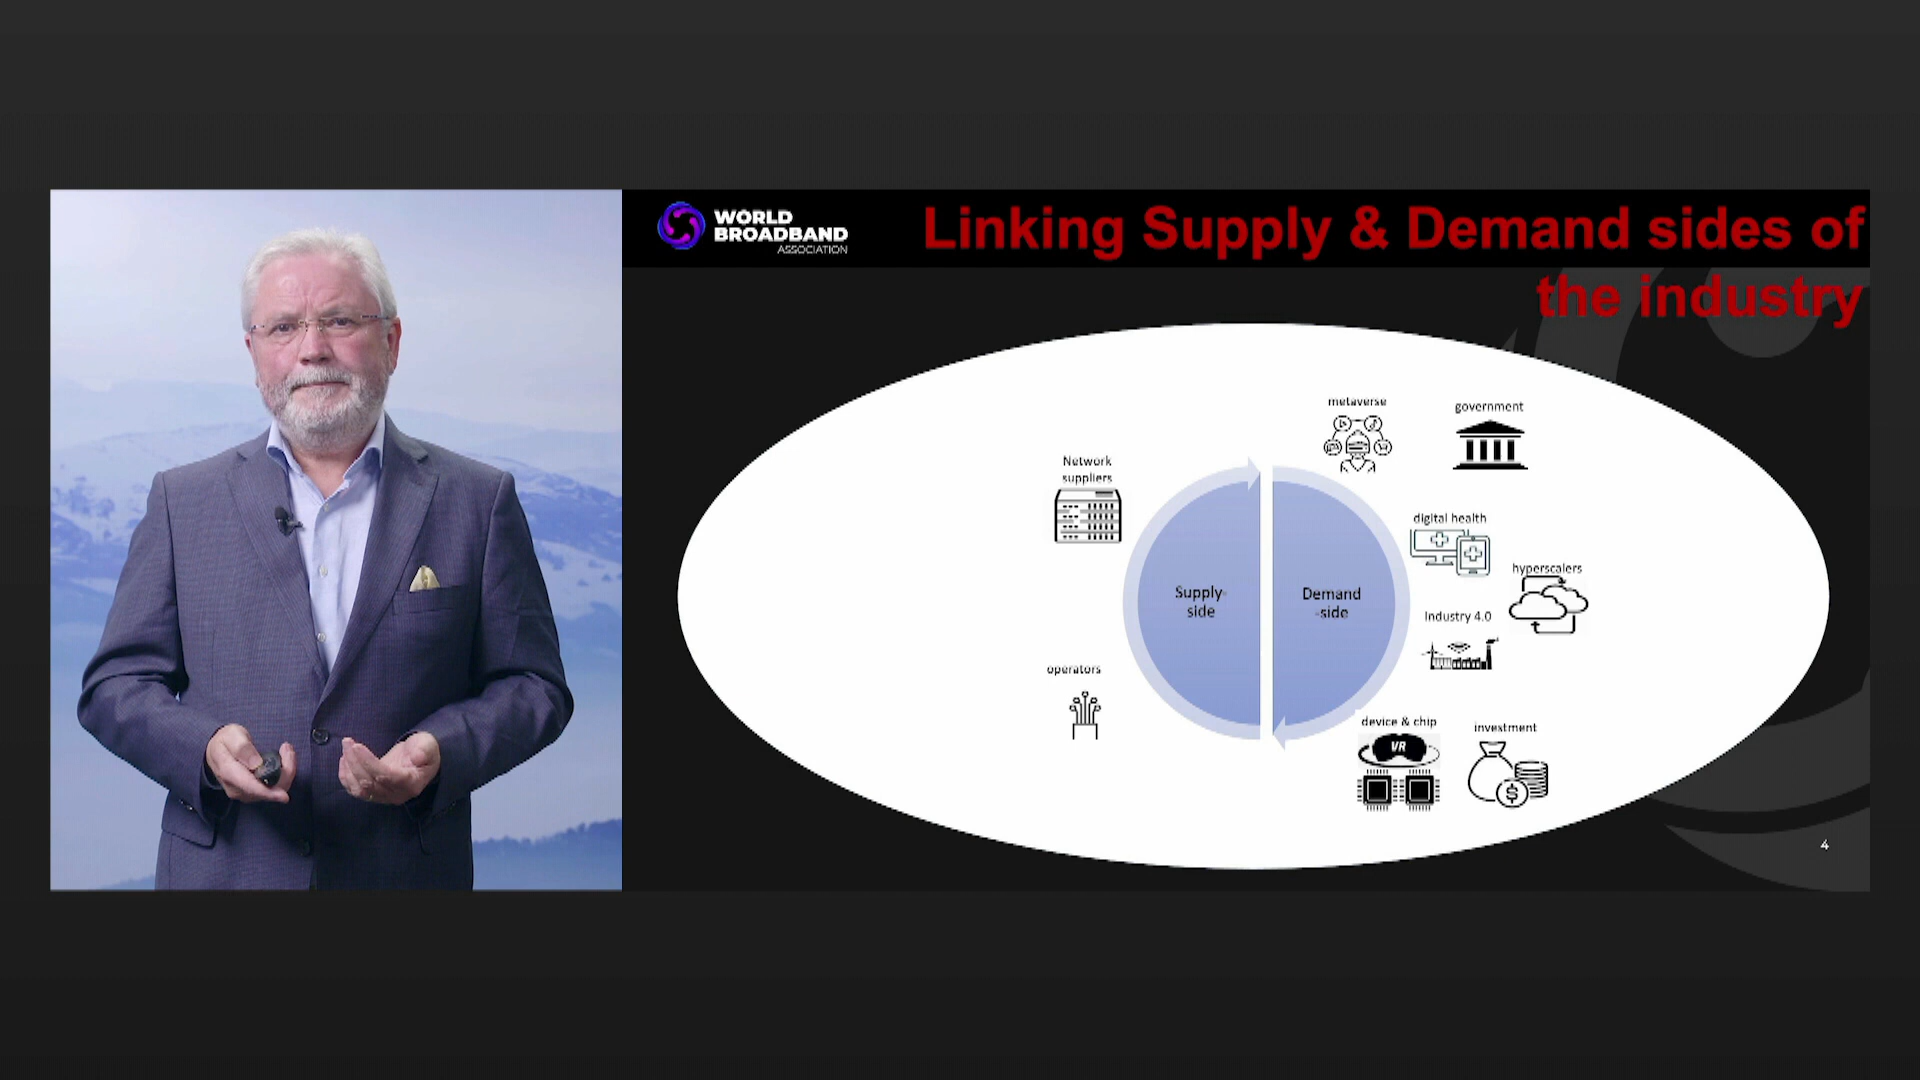 WORLD
BROADBAND
ASSOCIATION
Linking Supply & Demand sides of
the industry
metaverse
government
Network
suppliers
digital health
hyperscalers
Supply-
side
Demand
-side
Industry 4.0
operators
device & chip
VR
investment
$
4